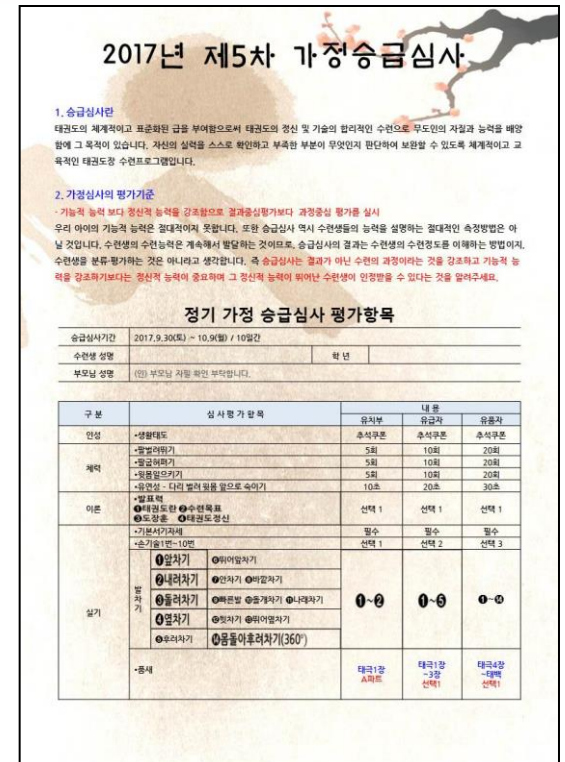 2017년 제5차 가정승급심사
1. 승급심사란
태권도의 체계적이고 표준화된 급을 부여함으로써 태권도의 정신 및 기술의 합리적인 수련으로 무도인의 자질과 능력을 배양
함에 그 목적이 있습니다. 자신의 실력을 스스로 확인하고 부족한 부분이 무엇인지 판단하여 보완할 수 있도록 체계적이고 교
육적인 태권도장 수련프로그램입니다.
2. 가정심사의 평가기준
- 기능적 능력 보다 정신적 능력을 강조함으로 결과중심평가보다 과정중심 평가를 실시
우리 아이의 기능적 능력은 절대적이지 못합니다. 또한 승급심사 역시 수련생들의 능력을 설명하는 절대적인 측정방법은 아
닐 것입니다. 수련생의 수련능력은 계속해서 발달하는 것이므로, 승급심사의 결과는 수련생의 수련정도를 이해하는 방법이지,
수련생을 분류·평가하는 것은 아니라고 생각합니다. 즉 승급심사는 결과가 아닌 수련의 과정이라는 것을 강조하고 기능적 능
력을 강조하기보다는 정신적 능력이 중요하며 그 정신적 능력이 뛰어난 수련생이 인정받을 수 있다는 것을 알려주세요.
정기 가정 승급심사 평가항목
승급심사기간 2017.9.30(토) ~ 10.9(월) / 10일간
수련생 성명 학 년
부모님 성명 (인) 부모님 자필 확인 부탁합니다.
구 분 심 사 평 가 항 목 내 용
유치부 유급자 유품자
인성 •생활태도 추석쿠폰 추석쿠폰 추석쿠폰
체력 •팔벌려뛰기 5회 10회 20회
•팔굽혀펴기 5회 10회 20회
•윗몸일으키기 5회 10회 20회
•유연성 - 다리 벌려 윗몸 앞으로 숙이기 10초 20초 30초
이론 •발표력
❶태권도란 ❷수련목표
❸도장훈 ❹태권도정신
선택 1 선택 1 선택 1
실기 •기본서기자세 필수 필수 필수
•손기술1번~10번 선택 1 선택 2 선택 3
발차기
❶앞차기 ❻뛰어앞차기
❷내려차기 ❼안차기 ❽바깥차기
❸돌려차기 ❾빠른발 ❿돌개차기 ⓫나래차기
❹옆차기 ⓬뒷차기 ⓭뛰어옆차기
❺후려차기 ⓮몸돌아후려차기(360°)
❶~❷ ❶~❺ ❶~⓮
•품새 태극1장 A파트 태극1장 ~3장 선택1 태극4장 ~태백 선택1